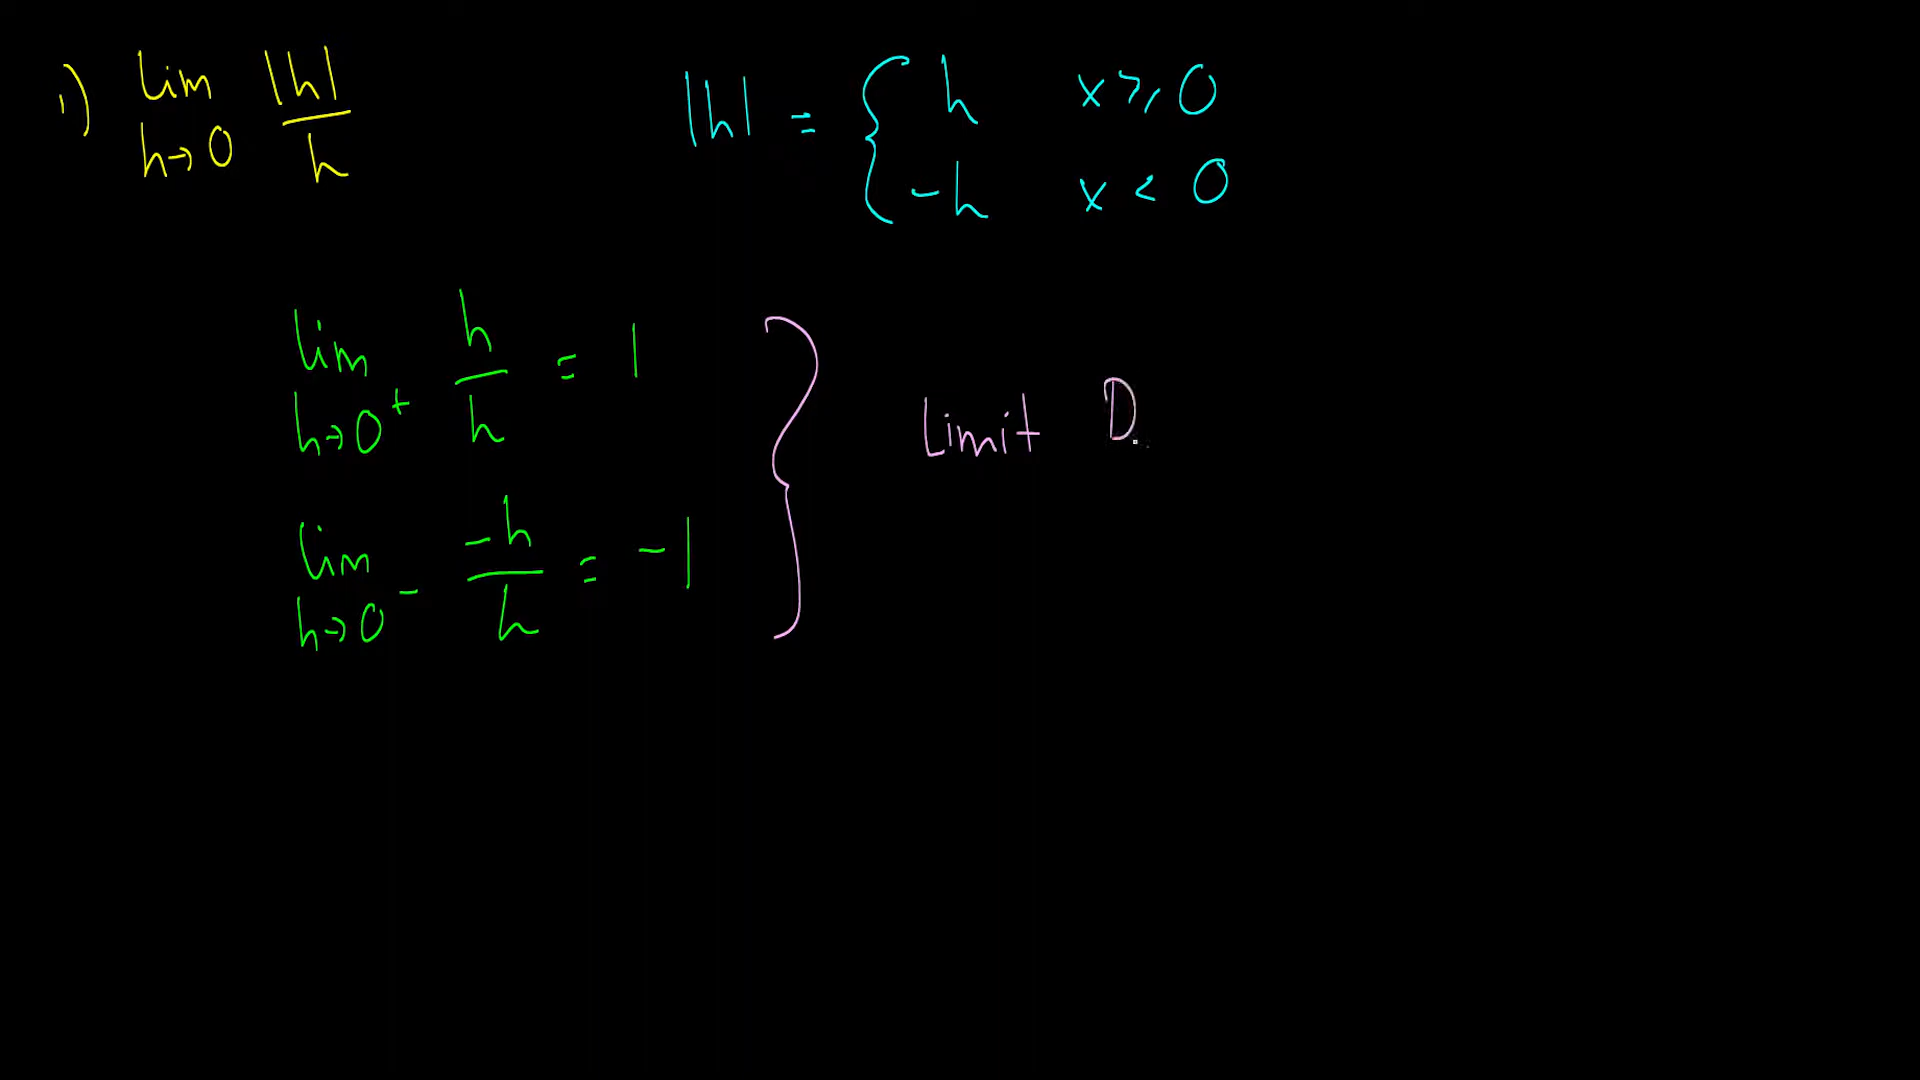 1) lim h→0 |h|/h
|h| = { h x ≥ 0
-h x < 0
lim h→0⁺ h/h = 1
lim h→0⁻ -h/h = -1
Limit D.